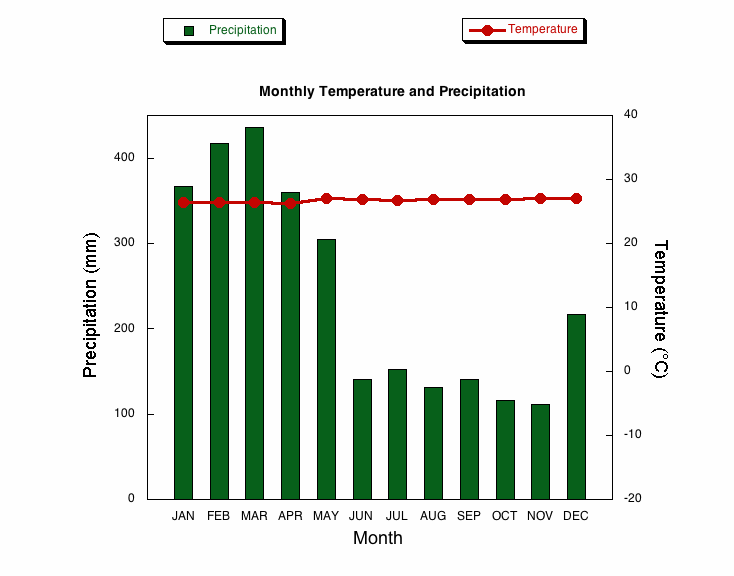 Precipitation
Temperature
Monthly Temperature and Precipitation
Precipitation (mm)
400
300
200
100
0
40
30
20
10
0
-10
-20
Temperature (°C)
JAN FEB MAR APR MAY JUN JUL AUG SEP OCT NOV DEC
Month